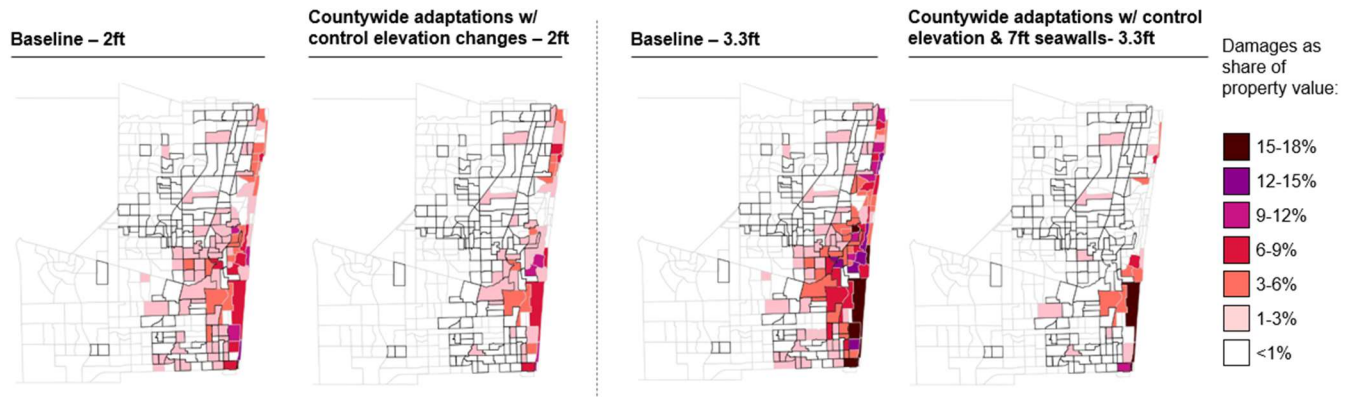 Baseline – 2ft
Countywide adaptations w/
control elevation changes – 2ft
Baseline – 3.3ft
Countywide adaptations w/ control
elevation & 7ft seawalls- 3.3ft
Damages as
share of
property value:
15-18%
12-15%
9-12%
6-9%
3-6%
1-3%
<1%